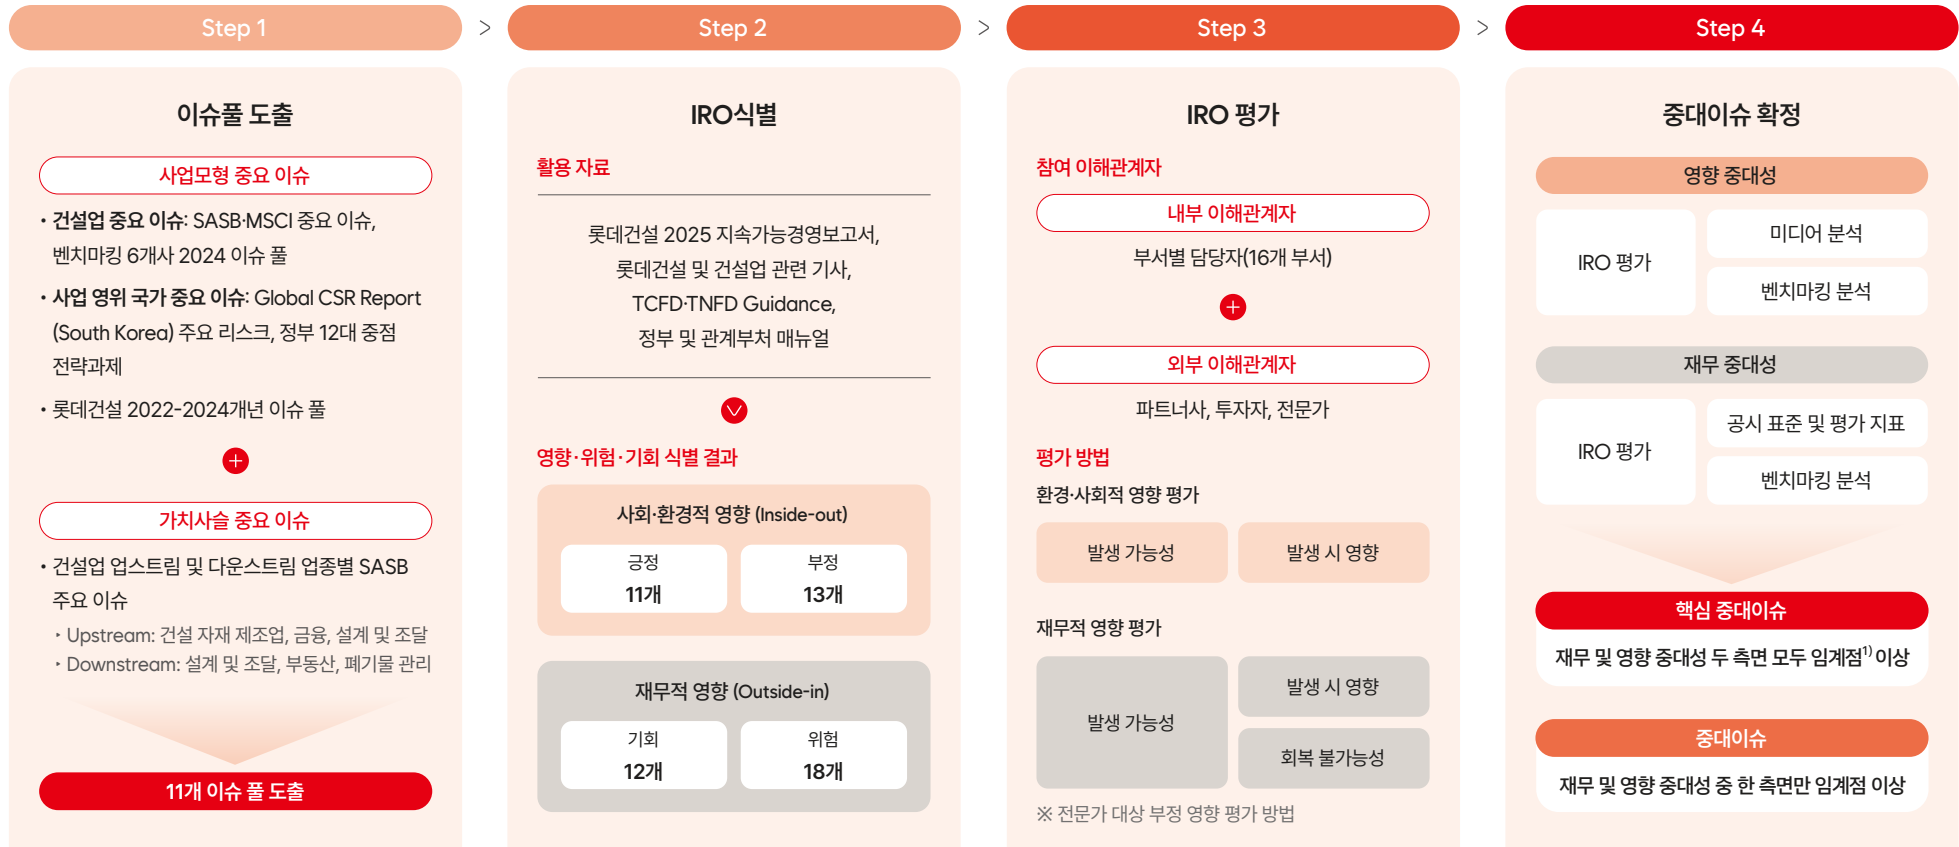 Step 1
>
Step 2
>
Step 3
>
Step 4
이슈풀 도출
사업모형 중요 이슈
• 건설업 중요 이슈: SASB·MSCI 중요 이슈,
벤치마킹 6개사 2024 이슈 풀
• 사업 영위 국가 중요 이슈: Global CSR Report
(South Korea) 주요 리스크, 정부 12대 중점
전략과제
• 롯데건설 2022-2024개년 이슈 풀
+
가치사슬 중요 이슈
• 건설업 업스트림 및 다운스트림 업종별 SASB
주요 이슈
‣ Upstream: 건설 자재 제조업, 금융, 설계 및 조달
‣ Downstream: 설계 및 조달, 부동산, 폐기물 관리
11개 이슈 풀 도출
IRO식별
활용 자료
롯데건설 2025 지속가능경영보고서,
롯데건설 및 건설업 관련 기사,
TCFD·TNFD Guidance,
정부 및 관계부처 매뉴얼
영향·위험·기회 식별 결과
사회·환경적 영향 (Inside-out)
긍정
11개
부정
13개
재무적 영향 (Outside-in)
기회
12개
위험
18개
IRO 평가
참여 이해관계자
내부 이해관계자
부서별 담당자(16개 부서)
+
외부 이해관계자
파트너사, 투자자, 전문가
평가 방법
환경·사회적 영향 평가
발생 가능성
발생 시 영향
재무적 영향 평가
발생 가능성
발생 시 영향
회복 불가능성
※ 전문가 대상 부정 영향 평가 방법
중대이슈 확정
영향 중대성
IRO 평가
미디어 분석
벤치마킹 분석
재무 중대성
IRO 평가
공시 표준 및 평가 지표
벤치마킹 분석
핵심 중대이슈
재무 및 영향 중대성 두 측면 모두 임계점1) 이상
중대이슈
재무 및 영향 중대성 중 한 측면만 임계점 이상